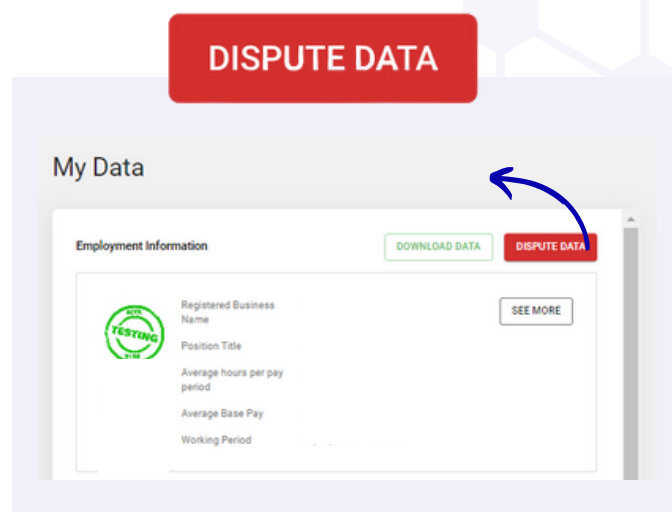 DISPUTE DATA
My Data
Employment Information
DOWNLOAD DATA
DISPUTE DATA
Registered Business
Name
SEE MORE
TESTING
Position Title
Average hours per pay
period
Average Base Pay
Working Period